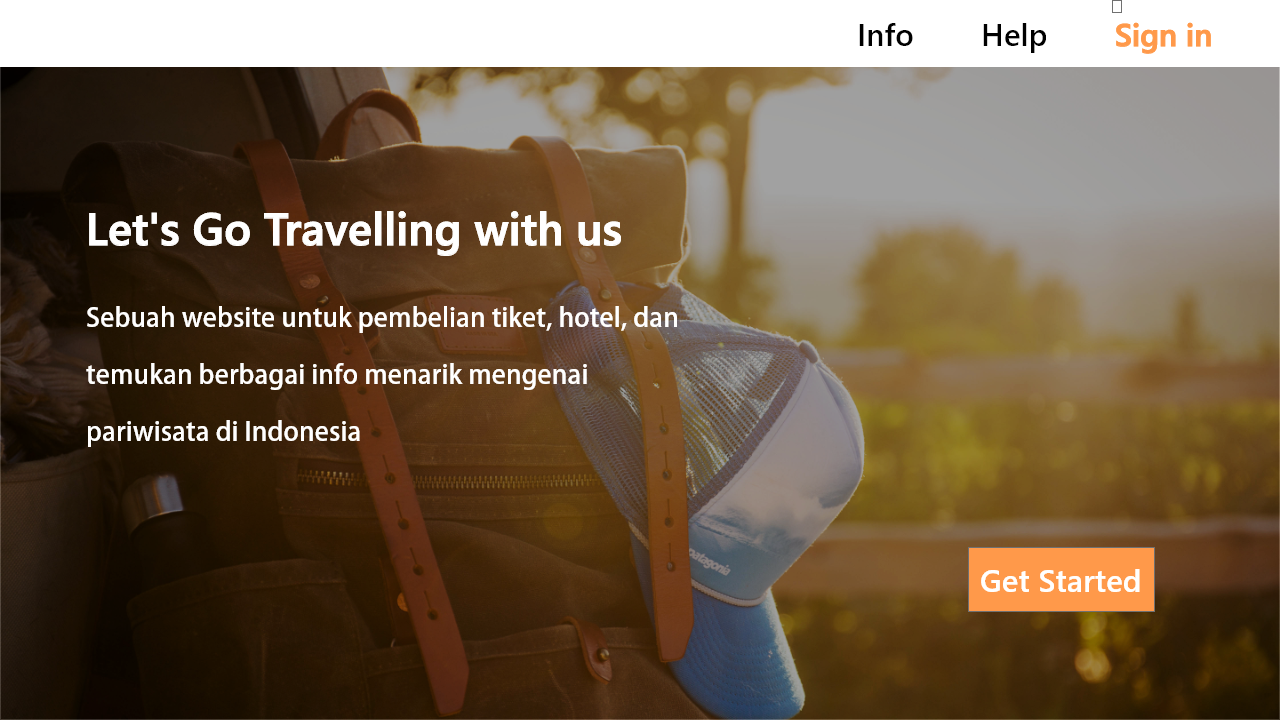 Info Help Sign in
Let's Go Travelling with us
Sebuah website untuk pembelian tiket, hotel, dan
temukan berbagai info menarik mengenai
pariwisata di Indonesia
patagonia
Get Started